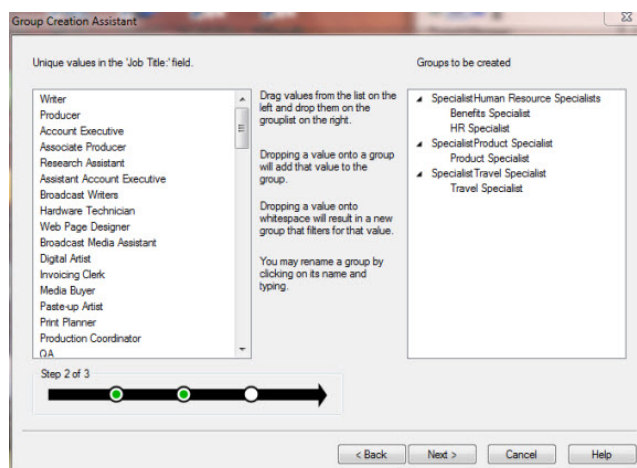 Group Creation Assistant
Unique values in the 'Job Title:' field.
Groups to be created
Writer
Producer
Account Executive
Associate Producer
Research Assistant
Assistant Account Executive
Broadcast Writers
Hardware Technician
Web Page Designer
Broadcast Media Assistant
Digital Artist
Invoicing Clerk
Media Buyer
Paste-up Artist
Print Planner
Production Coordinator
QA
Drag values from the list on the
left and drop them on the
grouplist on the right.
Dropping a value onto a group
will add that value to the
group.
Dropping a value onto
whitespace will result in a new
group that filters for that value.
You may rename a group by
clicking on its name and
typing.
SpecialistHuman Resource Specialists
Benefits Specialist
HR Specialist
SpecialistProduct Specialist
Product Specialist
SpecialistTravel Specialist
Travel Specialist
Step 2 of 3
< Back
Next >
Cancel
Help